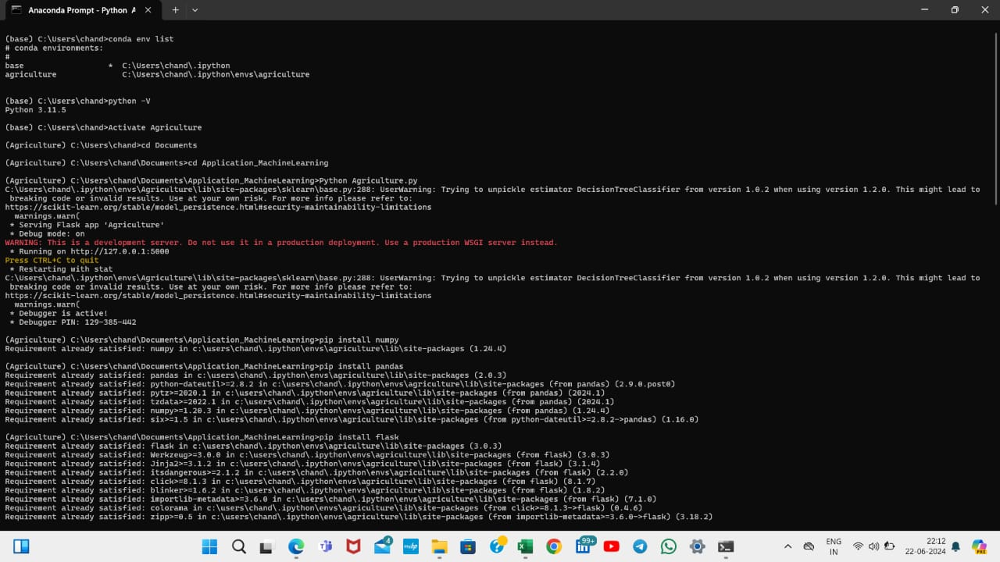 Anaconda Prompt - Python A
(base) C:\Users\chand>conda env list
# conda environments:
#
base                  *  C:\Users\chand\.ipython
agriculture              C:\Users\chand\.ipython\envs\agriculture
(base) C:\Users\chand>python -V
Python 3.11.5
(base) C:\Users\chand>Activate Agriculture
(Agriculture) C:\Users\chand>cd Documents
(Agriculture) C:\Users\chand\Documents>cd Application_MachineLearning
(Agriculture) C:\Users\chand\Documents\Application_MachineLearning>Python Agriculture.py
C:\Users\chand\.ipython\envs\Agriculture\lib\site-packages\sklearn\base.py:288: UserWarning: Trying to unpickle estimator DecisionTreeClassifier from version 1.0.2 when using version 1.2.0. This might lead to
 breaking code or invalid results. Use at your own risk. For more info please refer to:
https://scikit-learn.org/stable/model_persistence.html#security-maintainability-limitations
  warnings.warn(
 * Serving Flask app 'Agriculture'
 * Debug mode: on
WARNING: This is a development server. Do not use it in a production deployment. Use a production WSGI server instead.
 * Running on http://127.0.0.1:5000
Press CTRL+C to quit
 * Restarting with stat
C:\Users\chand\.ipython\envs\Agriculture\lib\site-packages\sklearn\base.py:288: UserWarning: Trying to unpickle estimator DecisionTreeClassifier from version 1.0.2 when using version 1.2.0. This might lead to
 breaking code or invalid results. Use at your own risk. For more info please refer to:
https://scikit-learn.org/stable/model_persistence.html#security-maintainability-limitations
  warnings.warn(
 * Debugger is active!
 * Debugger PIN: 129-385-442
(Agriculture) C:\Users\chand\Documents\Application_MachineLearning>pip install numpy
Requirement already satisfied: numpy in c:\users\chand\.ipython\envs\agriculture\lib\site-packages (1.24.4)
(Agriculture) C:\Users\chand\Documents\Application_MachineLearning>pip install pandas
Requirement already satisfied: pandas in c:\users\chand\.ipython\envs\agriculture\lib\site-packages (2.0.3)
Requirement already satisfied: python-dateutil>=2.8.2 in c:\users\chand\.ipython\envs\agriculture\lib\site-packages (from pandas) (2.9.0.post0)
Requirement already satisfied: pytz>=2020.1 in c:\users\chand\.ipython\envs\agriculture\lib\site-packages (from pandas) (2024.1)
Requirement already satisfied: tzdata>=2022.1 in c:\users\chand\.ipython\envs\agriculture\lib\site-packages (from pandas) (2024.1)
Requirement already satisfied: numpy>=1.20.3 in c:\users\chand\.ipython\envs\agriculture\lib\site-packages (from pandas) (1.24.4)
Requirement already satisfied: six>=1.5 in c:\users\chand\.ipython\envs\agriculture\lib\site-packages (from python-dateutil>=2.8.2->pandas) (1.16.0)
(Agriculture) C:\Users\chand\Documents\Application_MachineLearning>pip install flask
Requirement already satisfied: flask in c:\users\chand\.ipython\envs\agriculture\lib\site-packages (3.0.3)
Requirement already satisfied: Werkzeug>=3.0.0 in c:\users\chand\.ipython\envs\agriculture\lib\site-packages (from flask) (3.0.3)
Requirement already satisfied: Jinja2>=3.1.2 in c:\users\chand\.ipython\envs\agriculture\lib\site-packages (from flask) (3.1.4)
Requirement already satisfied: itsdangerous>=2.1.2 in c:\users\chand\.ipython\envs\agriculture\lib\site-packages (from flask) (2.2.0)
Requirement already satisfied: click>=8.1.3 in c:\users\chand\.ipython\envs\agriculture\lib\site-packages (from flask) (8.1.7)
Requirement already satisfied: blinker>=1.6.2 in c:\users\chand\.ipython\envs\agriculture\lib\site-packages (from flask) (1.8.2)
Requirement already satisfied: importlib-metadata>=3.6.0 in c:\users\chand\.ipython\envs\agriculture\lib\site-packages (from flask) (7.1.0)
Requirement already satisfied: colorama in c:\users\chand\.ipython\envs\agriculture\lib\site-packages (from click>=8.1.3->flask) (0.4.6)
Requirement already satisfied: zipp>=0.5 in c:\users\chand\.ipython\envs\agriculture\lib\site-packages (from importlib-metadata>=3.6.0->flask) (3.18.2)
4
99+
ENG
IN
22:12
22-06-2024
PRE